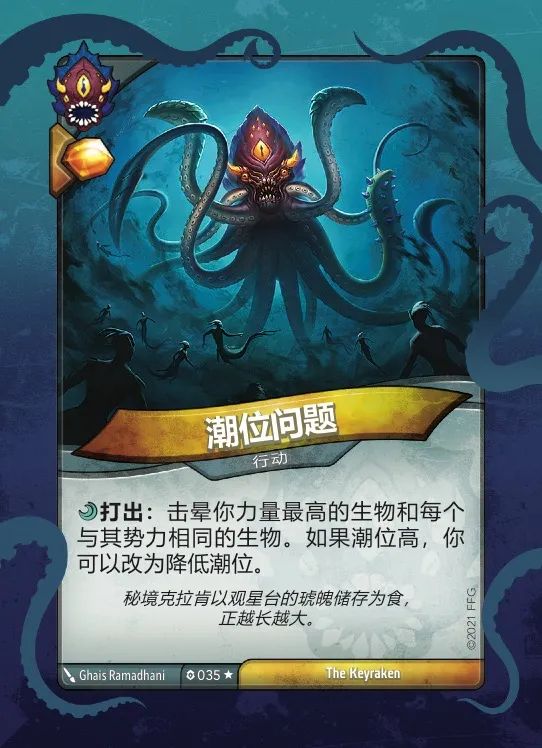 潮位问题
行动
打出：击晕你力量最高的生物和每个
与其势力相同的生物。如果潮位高，你
可以改为降低潮位。
秘境克拉肯以观星台的琥魄储存为食，
正越长越大。
©2021 FFG
Ghais Ramadhani
035
The Keyraken